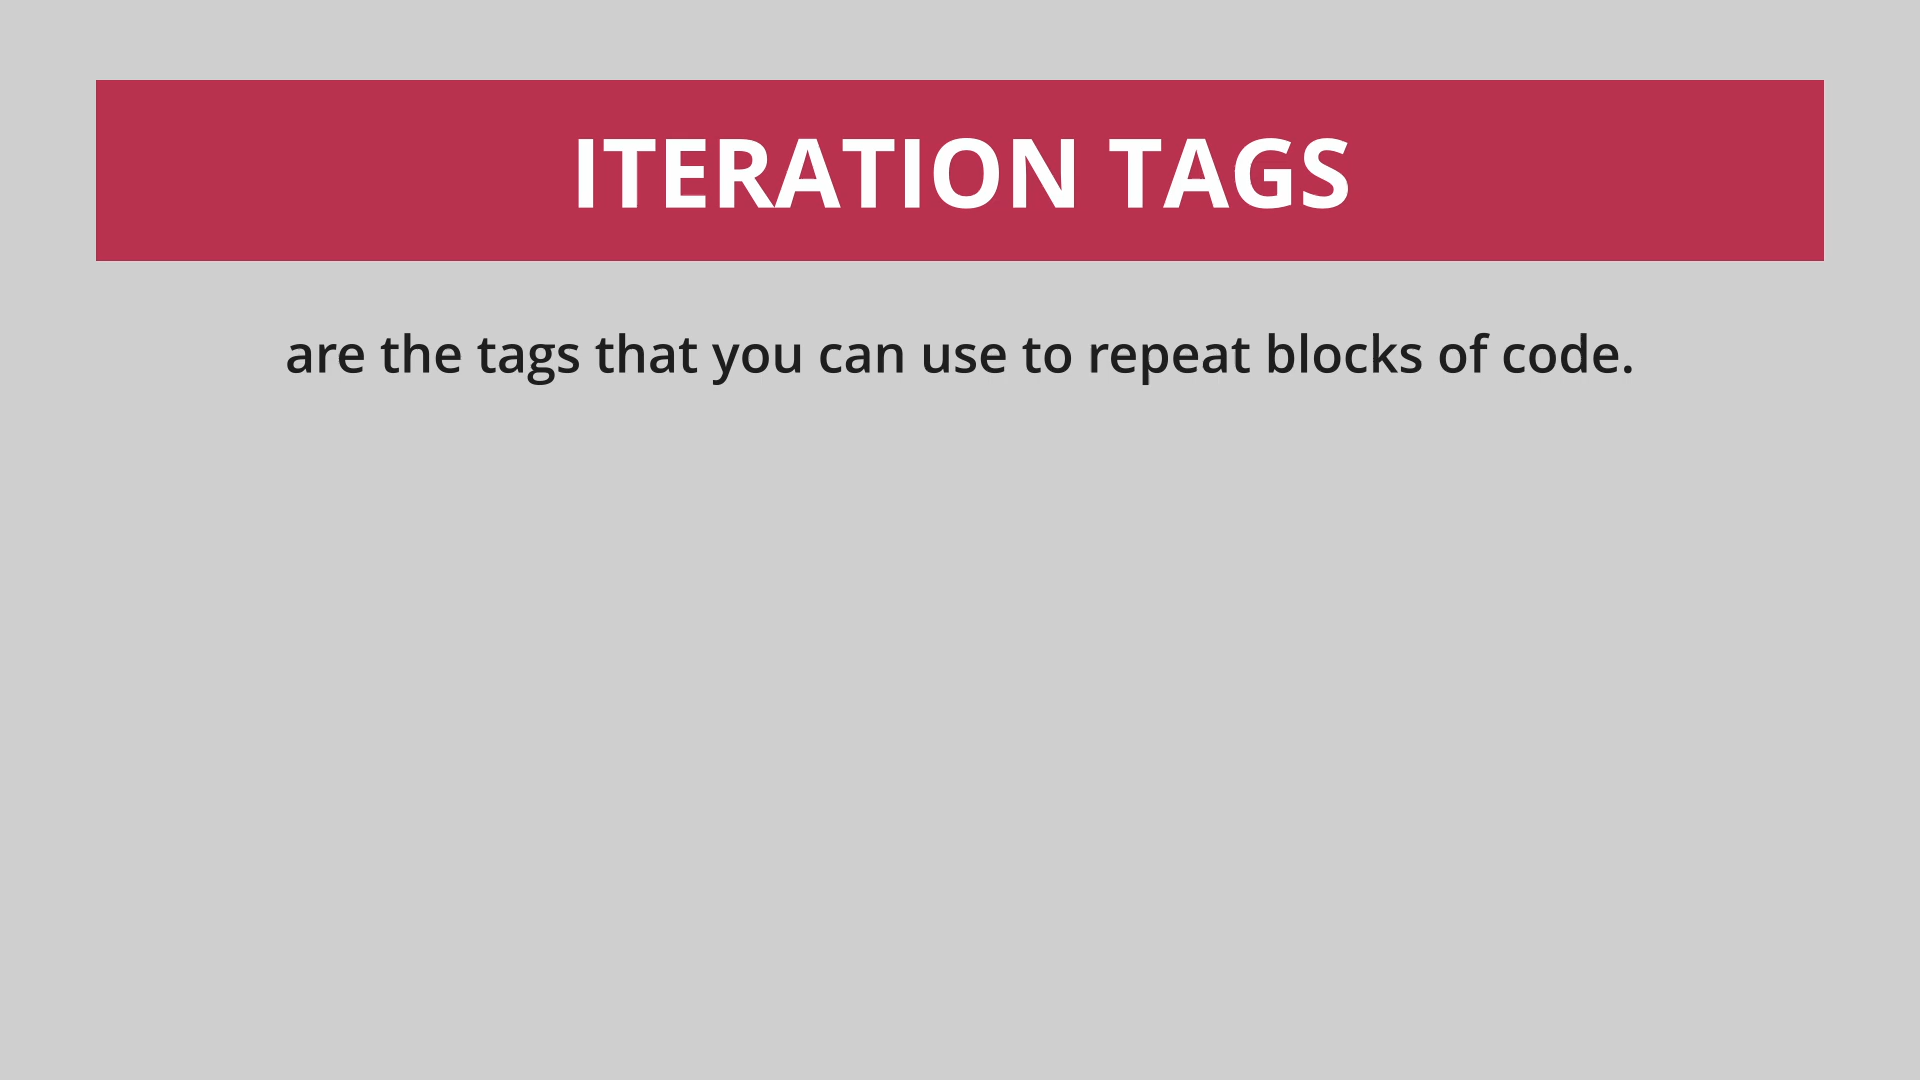 ITERATION TAGS
are the tags that you can use to repeat blocks of code.